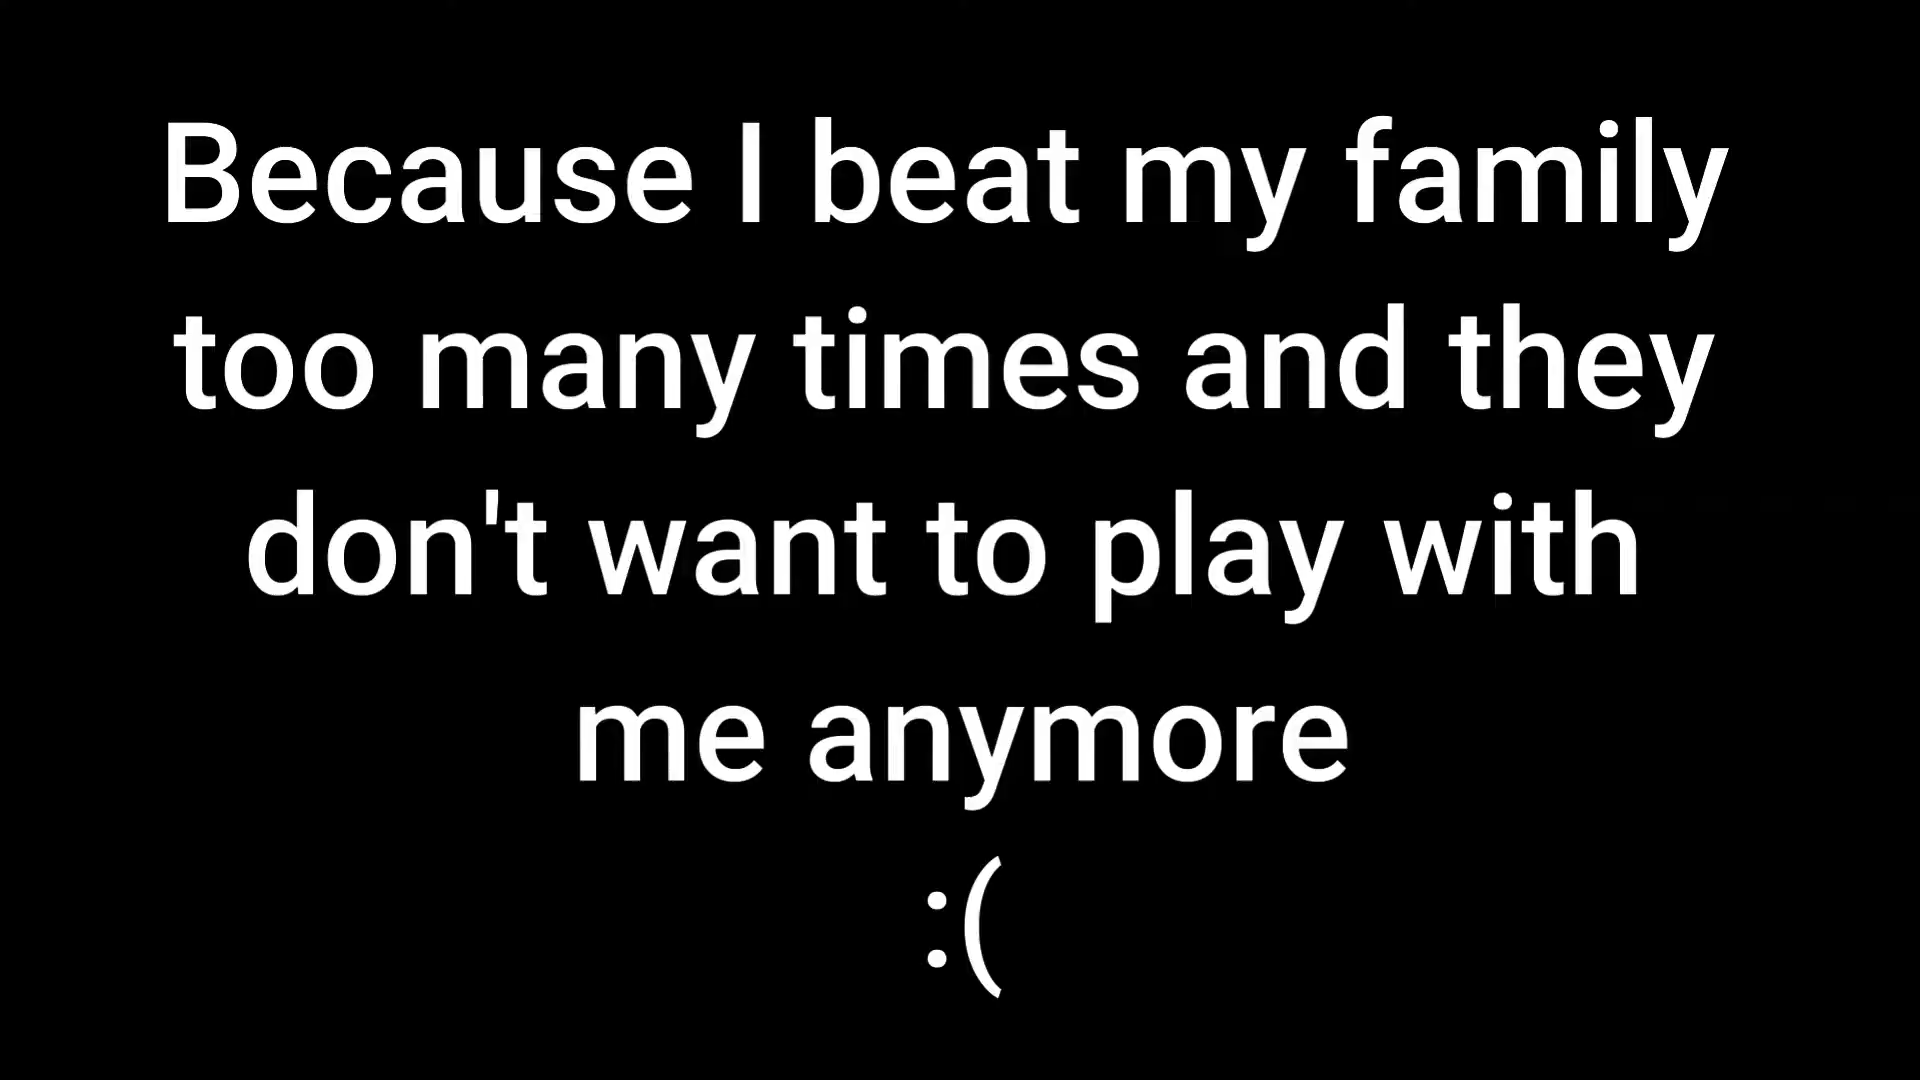 Because I beat my family
too many times and they
don't want to play with
me anymore
:(